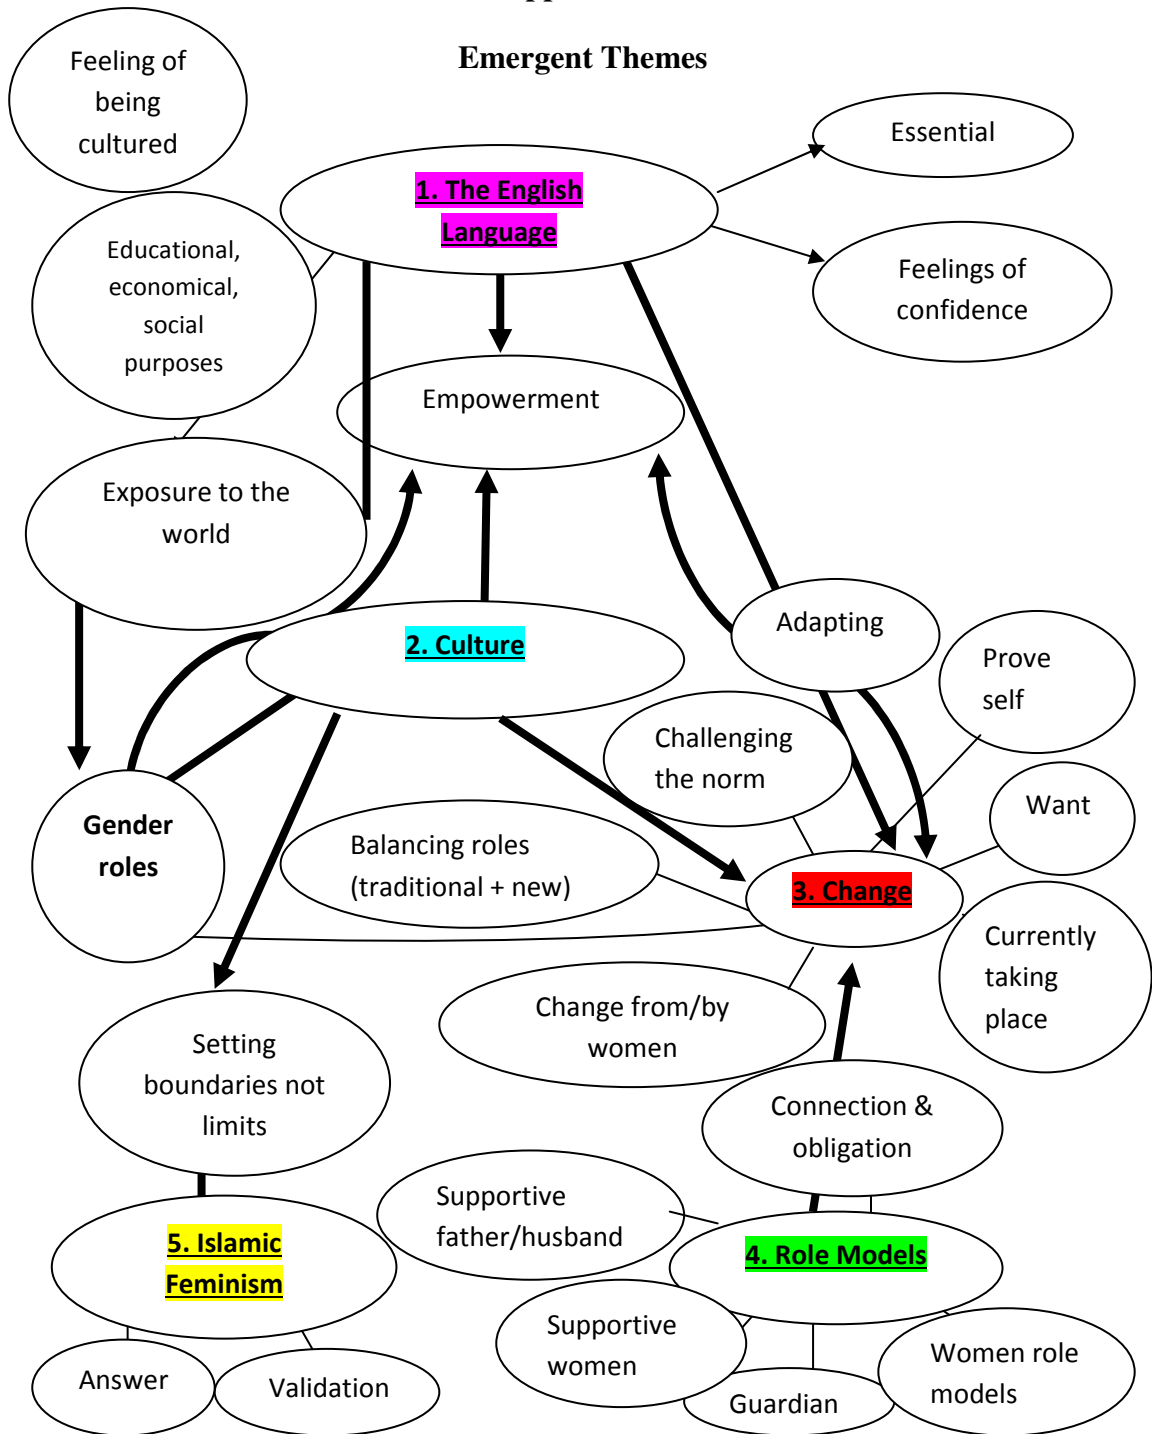 Emergent Themes
Feeling of
being
cultured
Essential
1. The English
Language
Educational,
economical,
social
purposes
Feelings of
confidence
Empowerment
Exposure to the
world
Adapting
2. Culture
Prove
self
Challenging
the norm
Want
Gender
roles
Balancing roles
(traditional + new)
3. Change
Currently
taking
place
Change from/by
women
Setting
boundaries not
limits
Connection &
obligation
Supportive
father/husband
5. Islamic
Feminism
4. Role Models
Supportive
women
Women role
models
Answer
Validation
Guardian